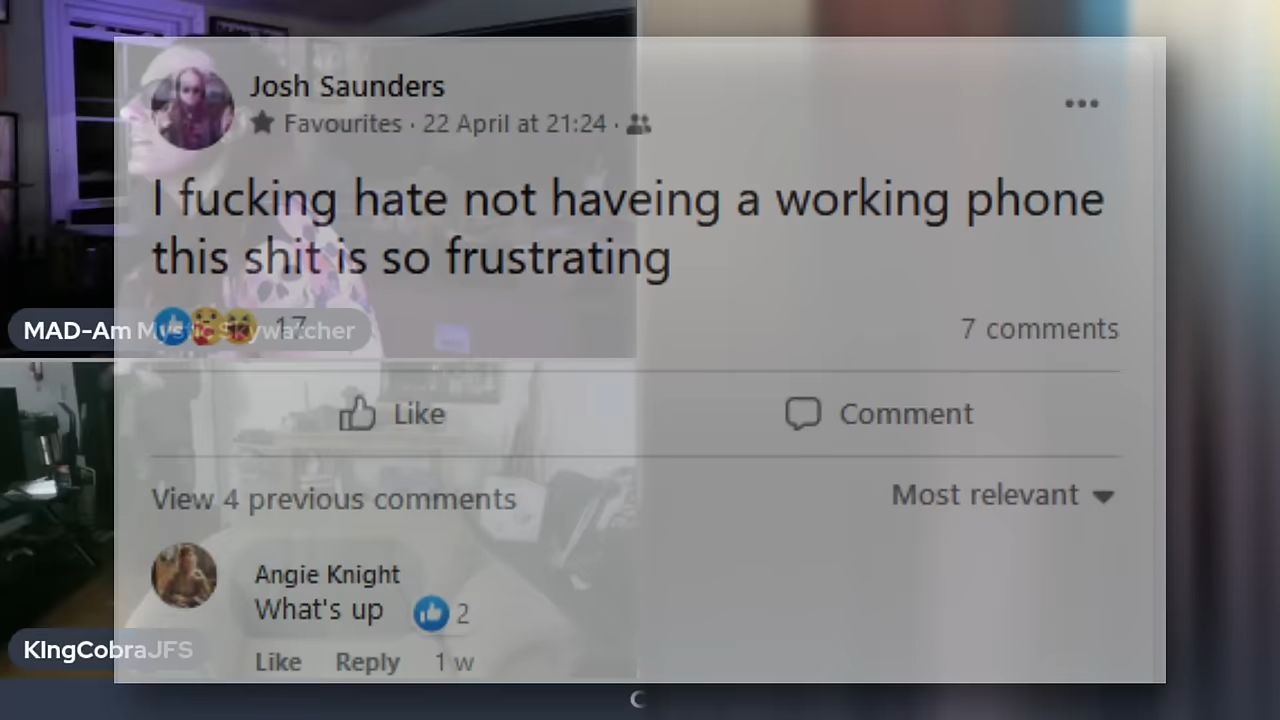 Josh Saunders
Favourites · 22 April at 21:24 ·
I fucking hate not haveing a working phone
this shit is so frustrating
MAD-Am Mystic Skywatcher
17
7 comments
Like
Comment
View 4 previous comments
Most relevant
Angie Knight
What's up
2
KIngCobraJFS
Like Reply 1 w